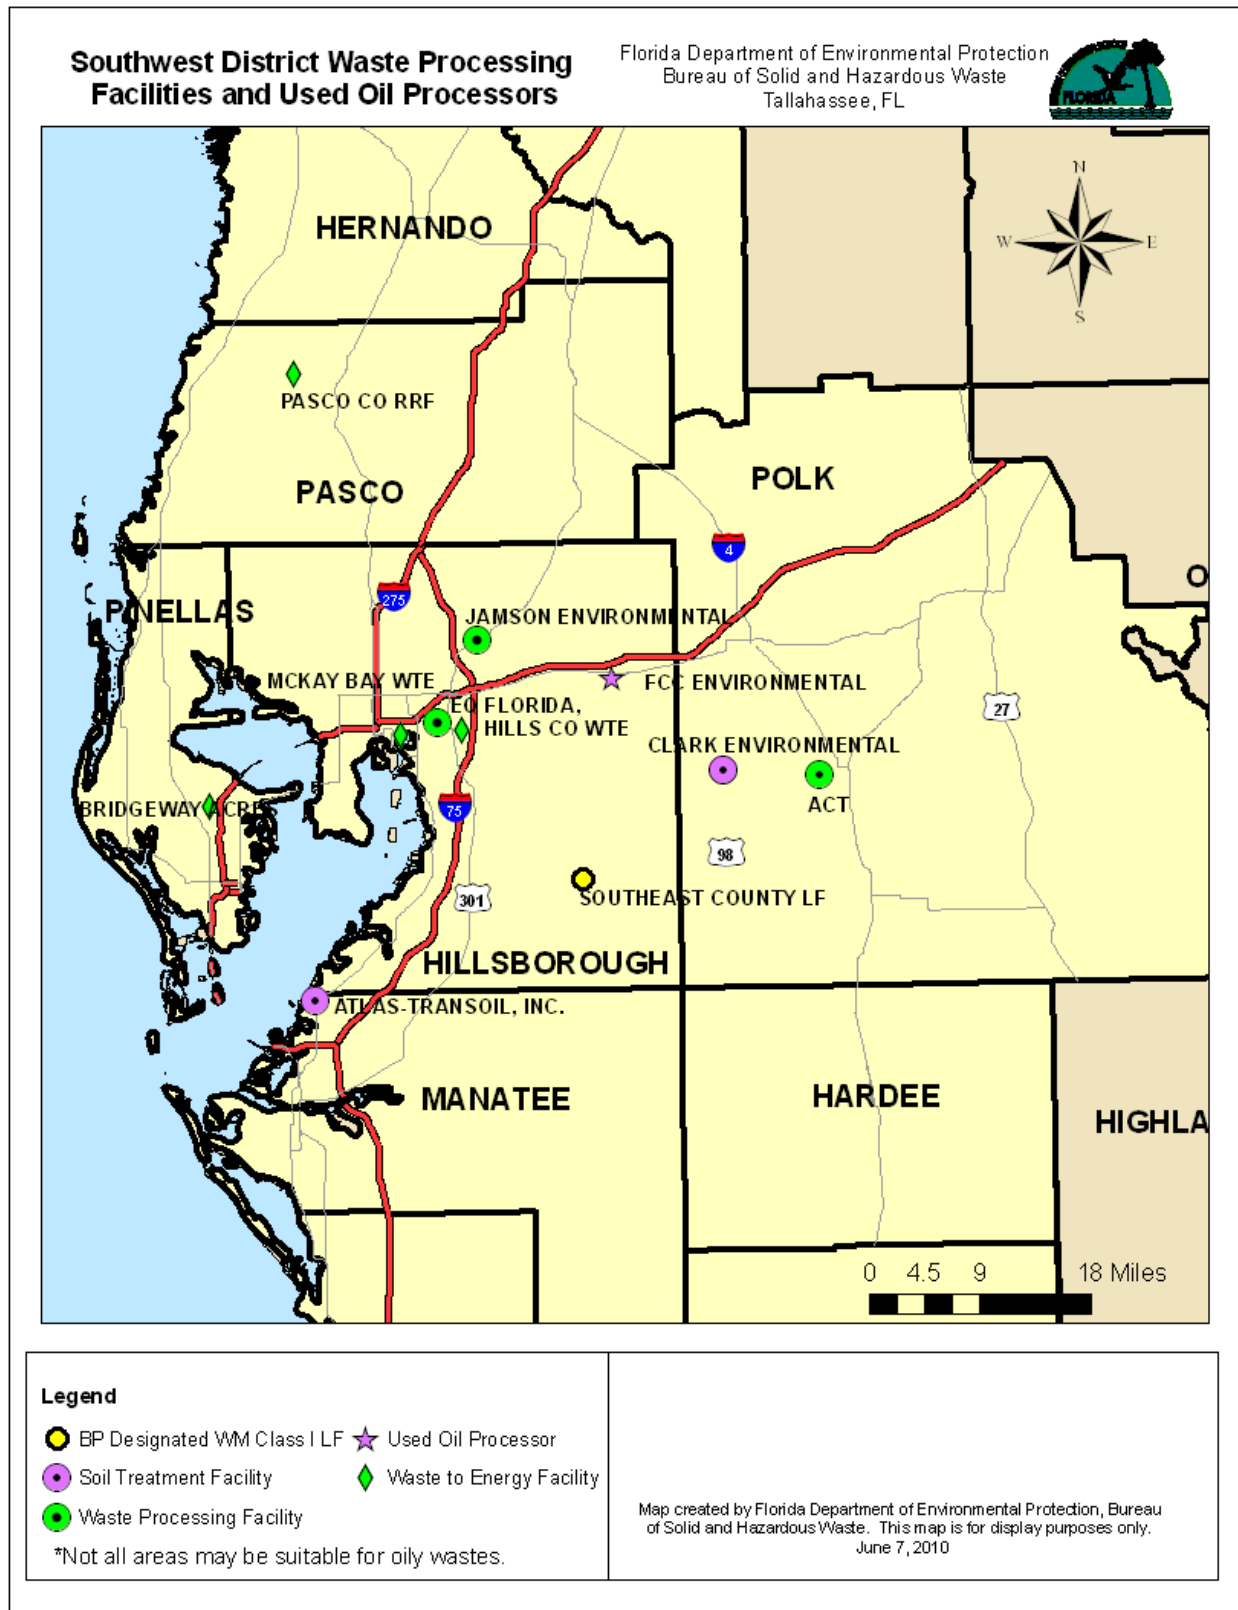 Southwest District Waste Processing
Facilities and Used Oil Processors
Florida Department of Environmental Protection
Bureau of Solid and Hazardous Waste
Tallahassee, FL
FLORIDA
N
W
E
S
HERNANDO
PASCO CO RRF
PASCO
POLK
4
O
275
PINELLAS
JAMSON ENVIRONMENTAL
MCKAY BAY WTE
FCC ENVIRONMENTAL
EQ FLORIDA,
HILLS CO WTE
27
CLARK ENVIRONMENTAL
BRIDGEWAY ACRES
75
ACT
98
301
SOUTHEAST COUNTY LF
HILLSBOROUGH
ATLAS-TRANSOIL, INC.
MANATEE
HARDEE
HIGHLA
0 4.5 9 18 Miles
Legend
BP Designated WM Class I LF
Used Oil Processor
Soil Treatment Facility
Waste to Energy Facility
Waste Processing Facility
*Not all areas may be suitable for oily wastes.
Map created by Florida Department of Environmental Protection, Bureau
of Solid and Hazardous Waste. This map is for display purposes only.
June 7, 2010